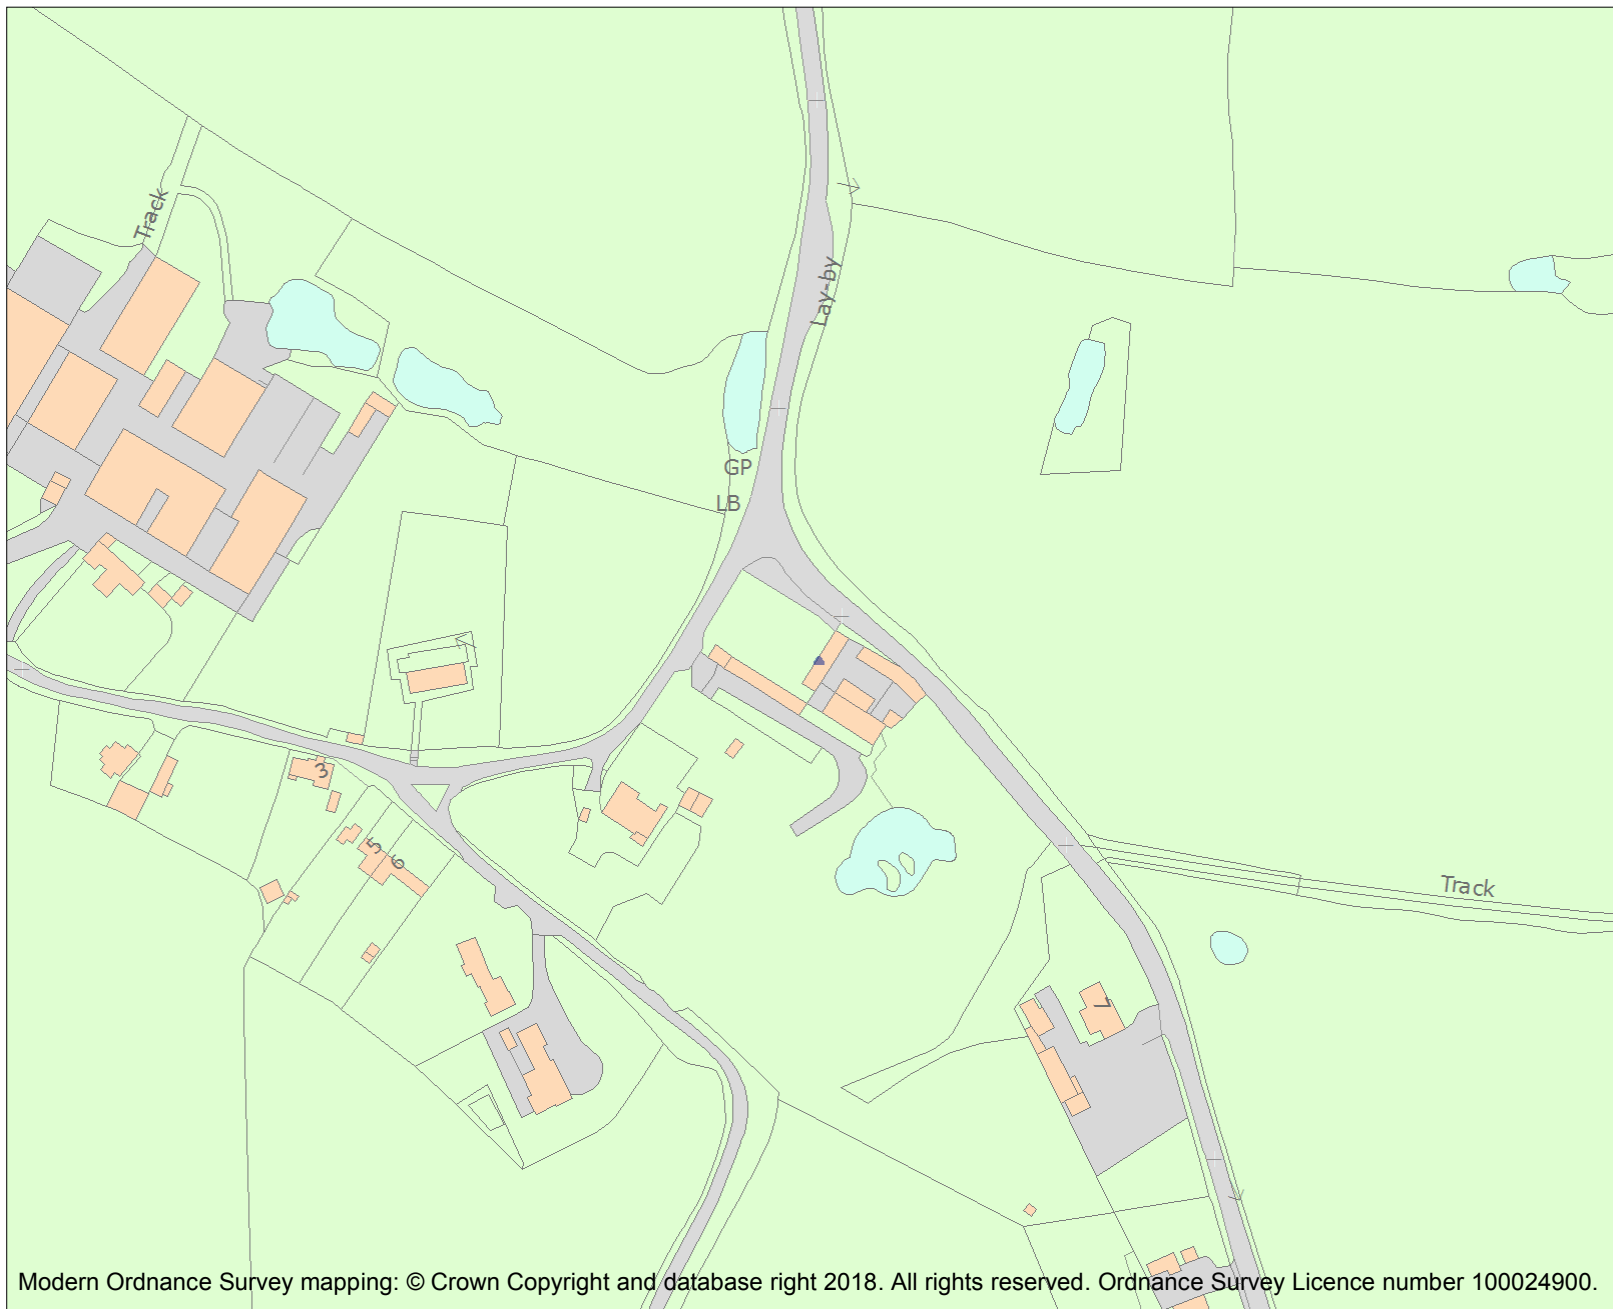 Track
Lay-by
GP
LB
3
5
6
Track
7
Modern Ordnance Survey mapping: © Crown Copyright and database right 2018. All rights reserved. Ordnance Survey Licence number 100024900.